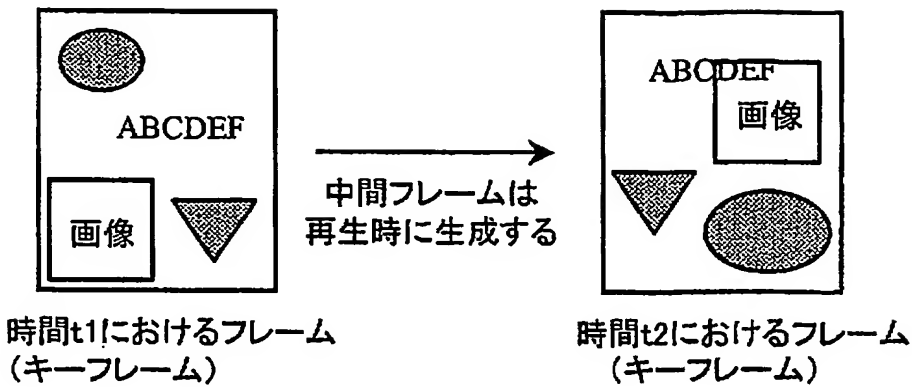 ABCDEF
画像
中間フレームは
再生時に生成する
ABCDEF
画像
時間t1におけるフレーム
(キーフレーム)
時間t2におけるフレーム
(キーフレーム)